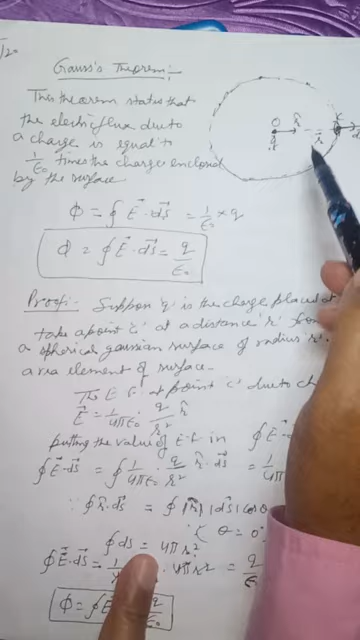 /20
Gauss's Theorem:-
This theorem states that
the electric flux due to
a charge is equal to
1/ε₀ times the charge enclosed
by the surface
O r̂ r⃗ c
q
ϕ = ∮ E⃗ · ds⃗ = 1/ε₀ × q
ϕ = ∮ E⃗ · ds⃗ = q/ε₀
Proof:- Suppose 'q' is the charge placed at
take a point 'c' at a distance 'r' from
a spherical gaussian surface of radius 'r'.
area element of surface.
The E.F. at point 'c' due to ch
E⃗ = 1/4πε₀ · q/r² r̂
putting the value of E.F in ∮ E⃗ · d
∮ E⃗ · ds⃗ = ∮ 1/4πε₀ · q/r² r̂ · ds⃗ = 1/4π
∵ ∮ r̂ · ds⃗ = ∮ |r̂| |ds⃗| cos θ
( θ = 0°
∮ ds = 4πr²
∮ E⃗ · ds⃗ = · 4πr² = q/ε
ϕ = ∮ q/ε₀